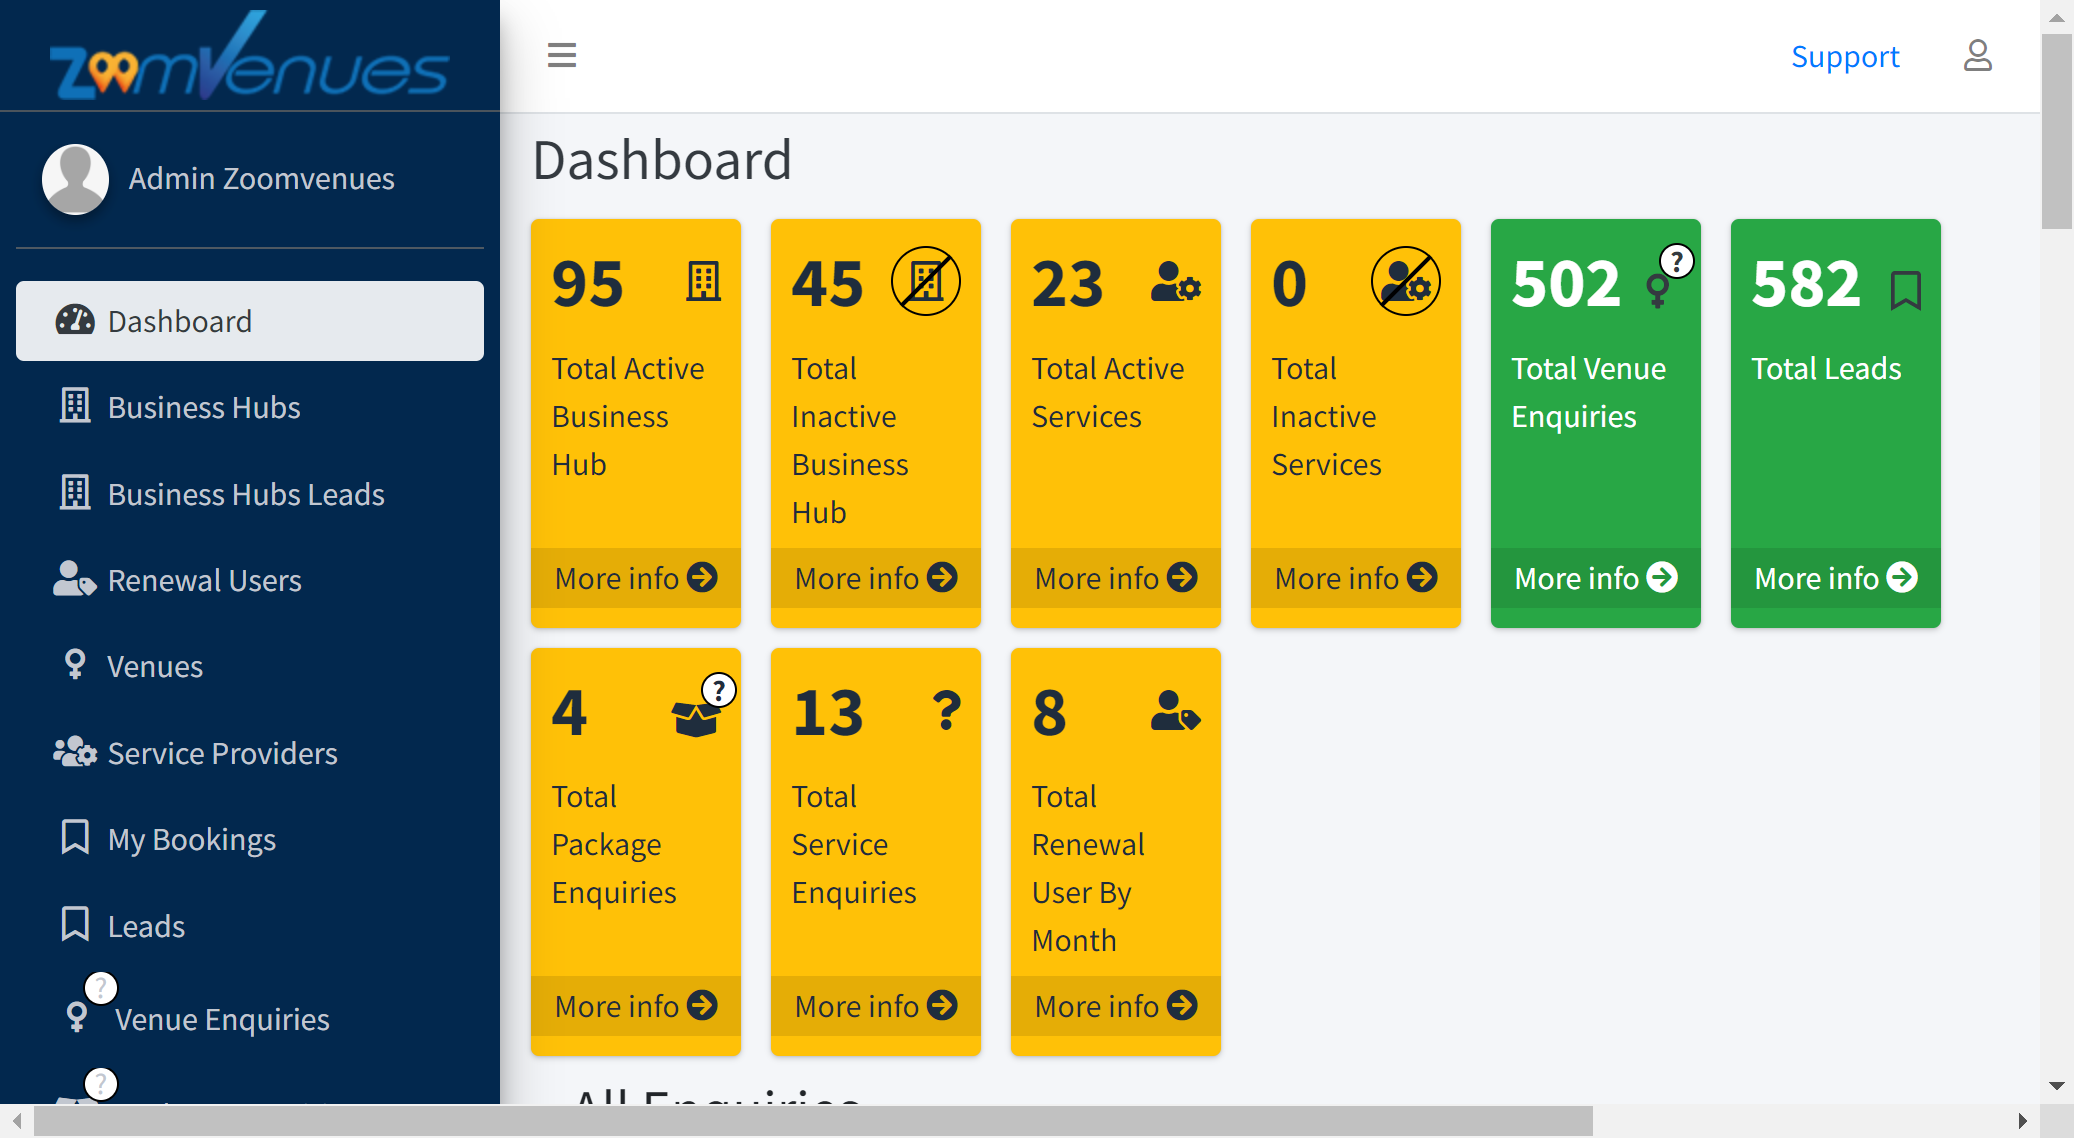 ZoomVenues
Support
Admin Zoomvenues
Dashboard
Business Hubs
Business Hubs Leads
Renewal Users
Venues
Service Providers
My Bookings
Leads
?
Venue Enquiries
?
Dashboard
95
Total Active
Business
Hub
More info
45
Total
Inactive
Business
Hub
More info
23
Total Active
Services
More info
0
Total
Inactive
Services
More info
502
?
Total Venue
Enquiries
More info
582
Total Leads
More info
4
?
Total
Package
Enquiries
More info
13
?
Total
Service
Enquiries
More info
8
Total
Renewal
User By
Month
More info
All Enquiries